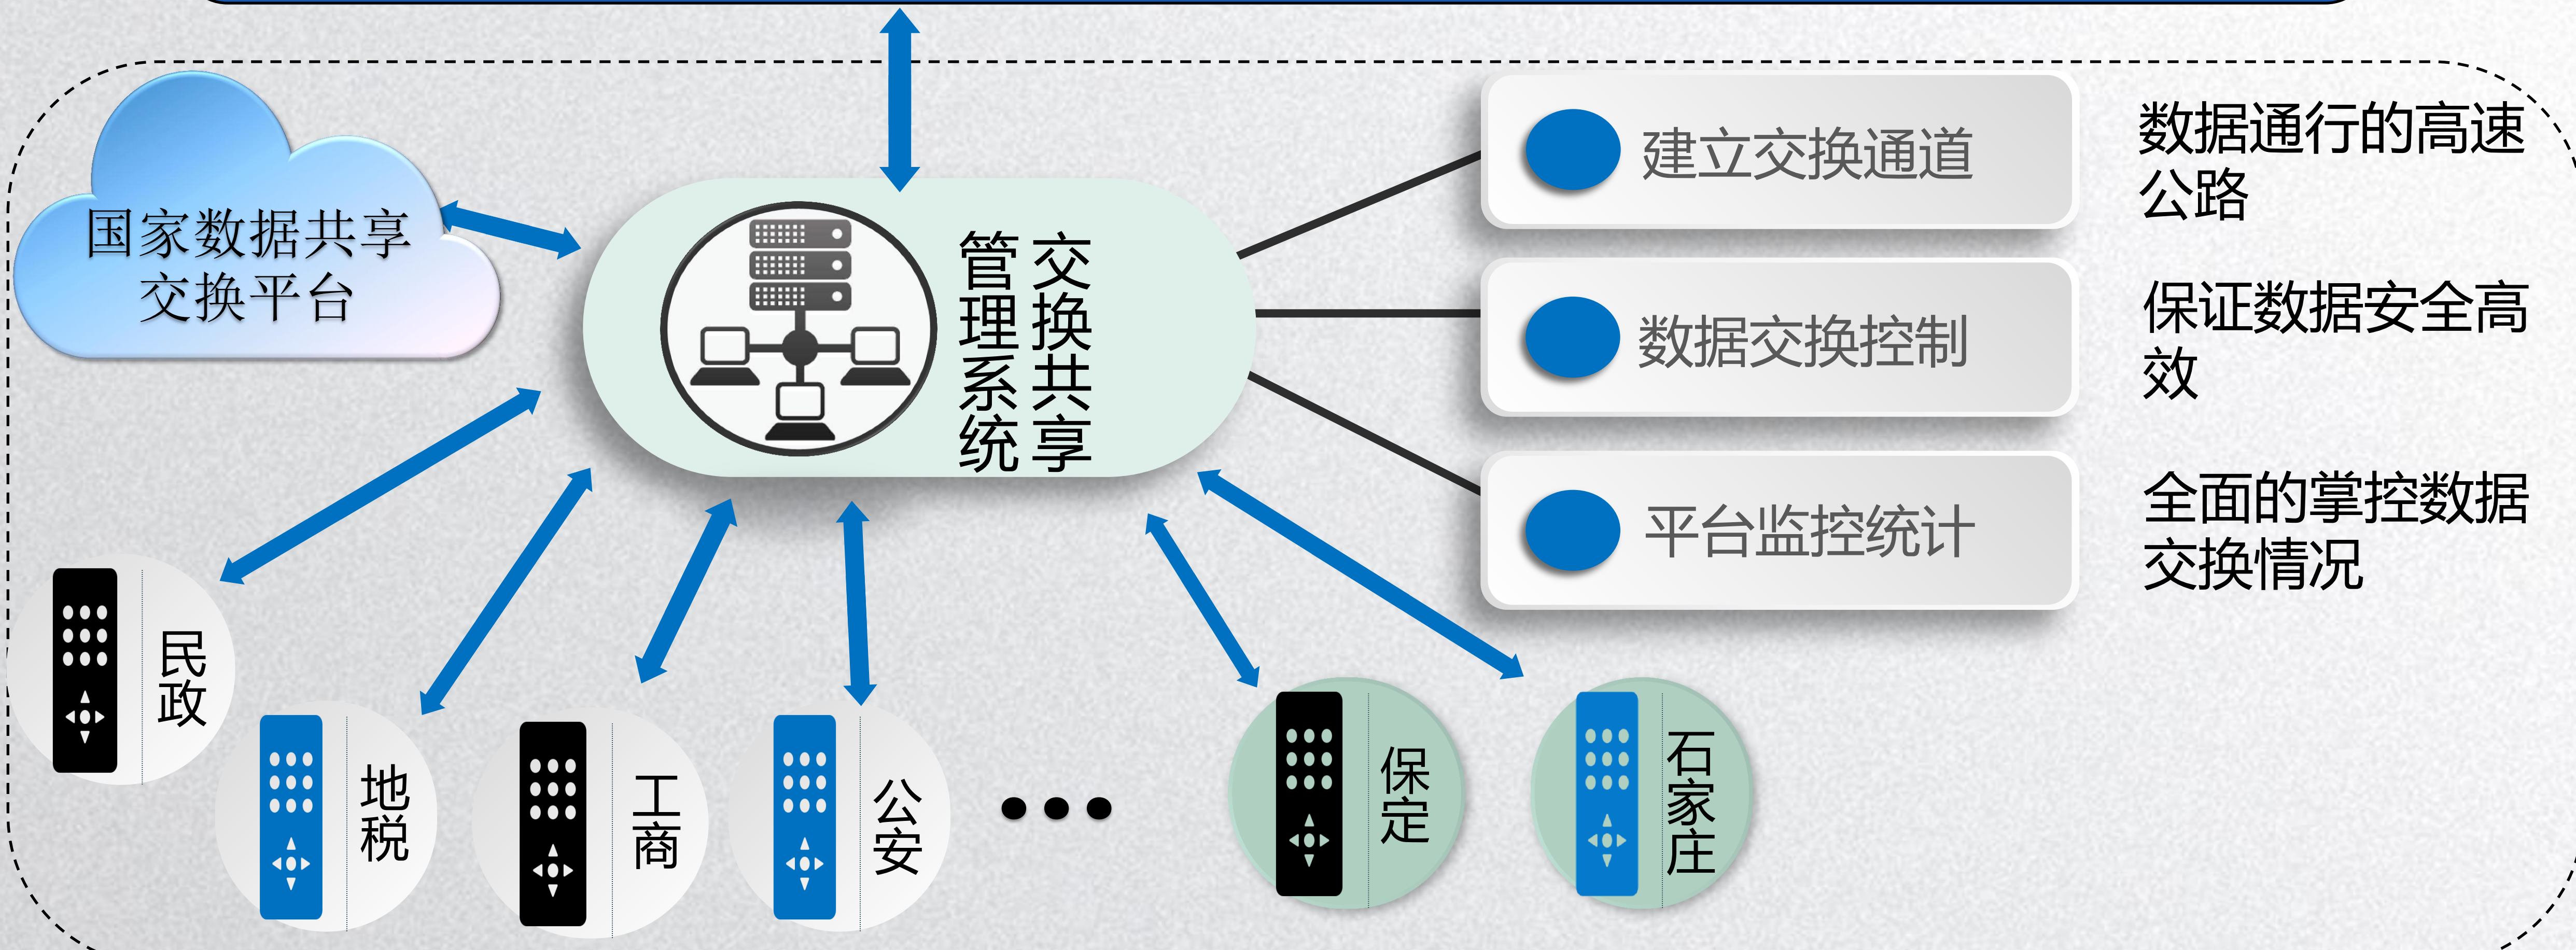 国家数据共享
交换平台
交换共享
管理系统
建立交换通道
数据通行的高速
公路
数据交换控制
保证数据安全高
效
平台监控统计
全面的掌控数据
交换情况
民政
地税
工商
公安
保定
石家庄